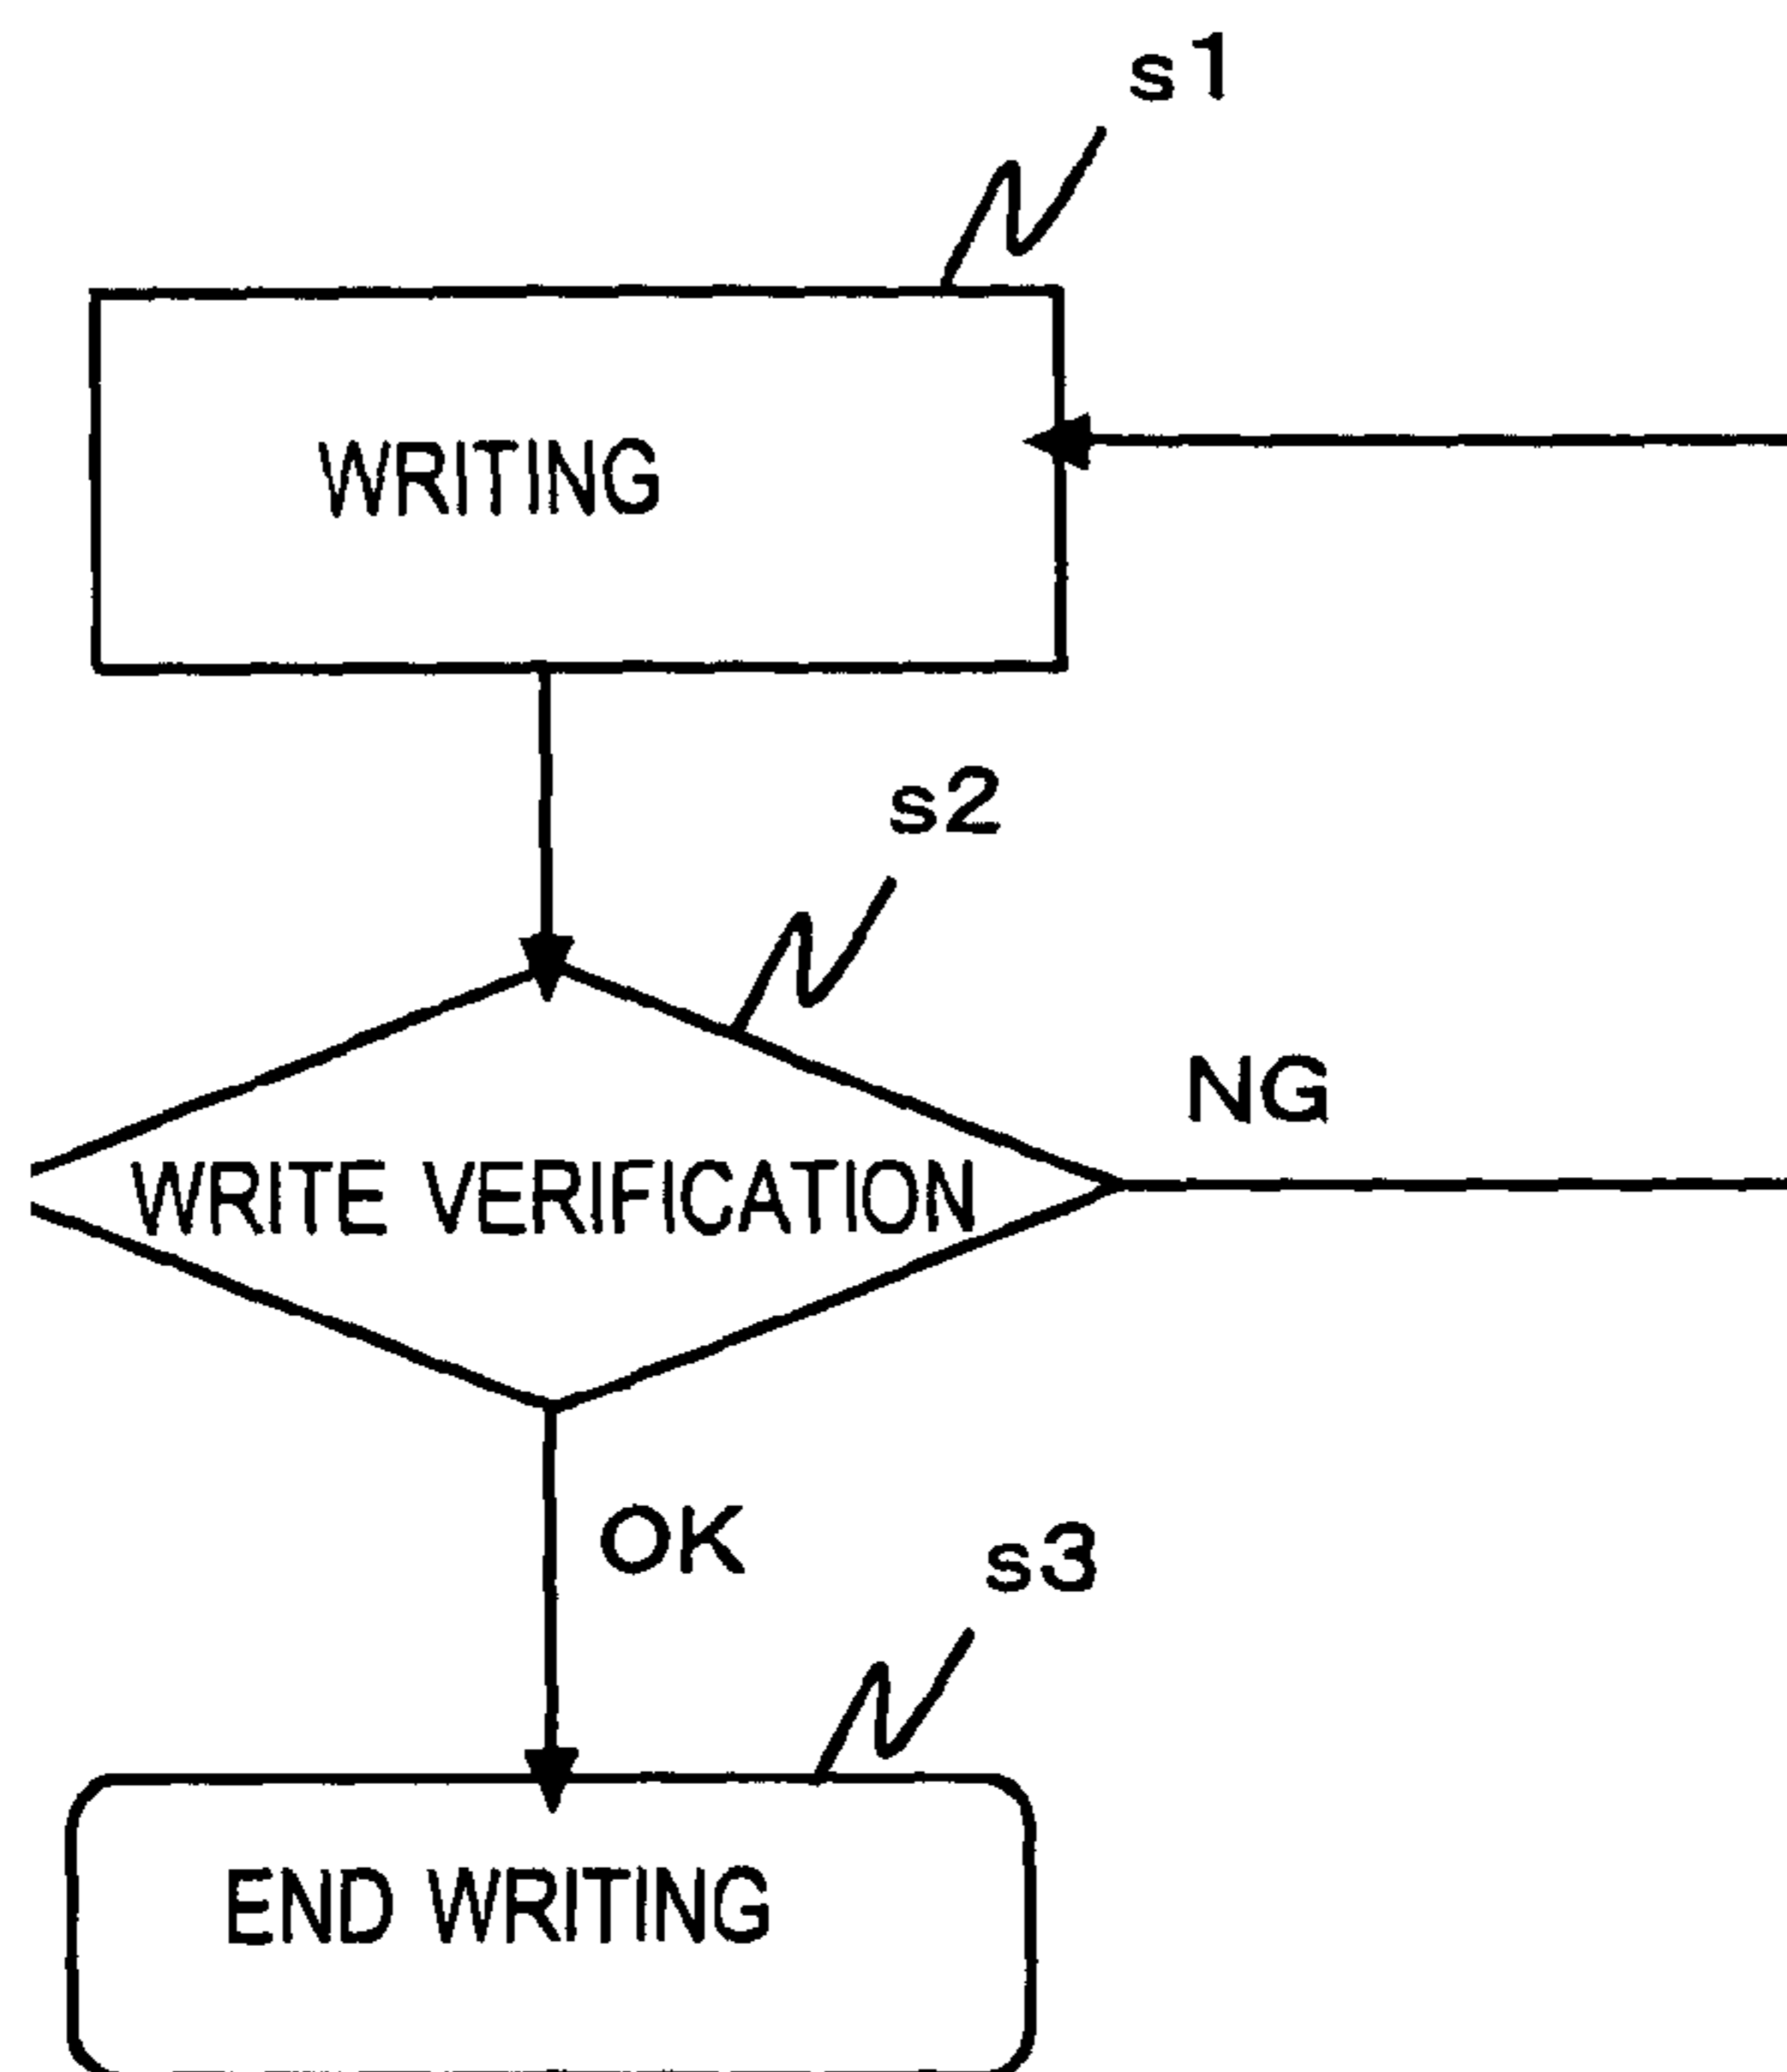 s1
WRITING
s2
NG
WRITE VERIFICATION
OK
s3
END WRITING